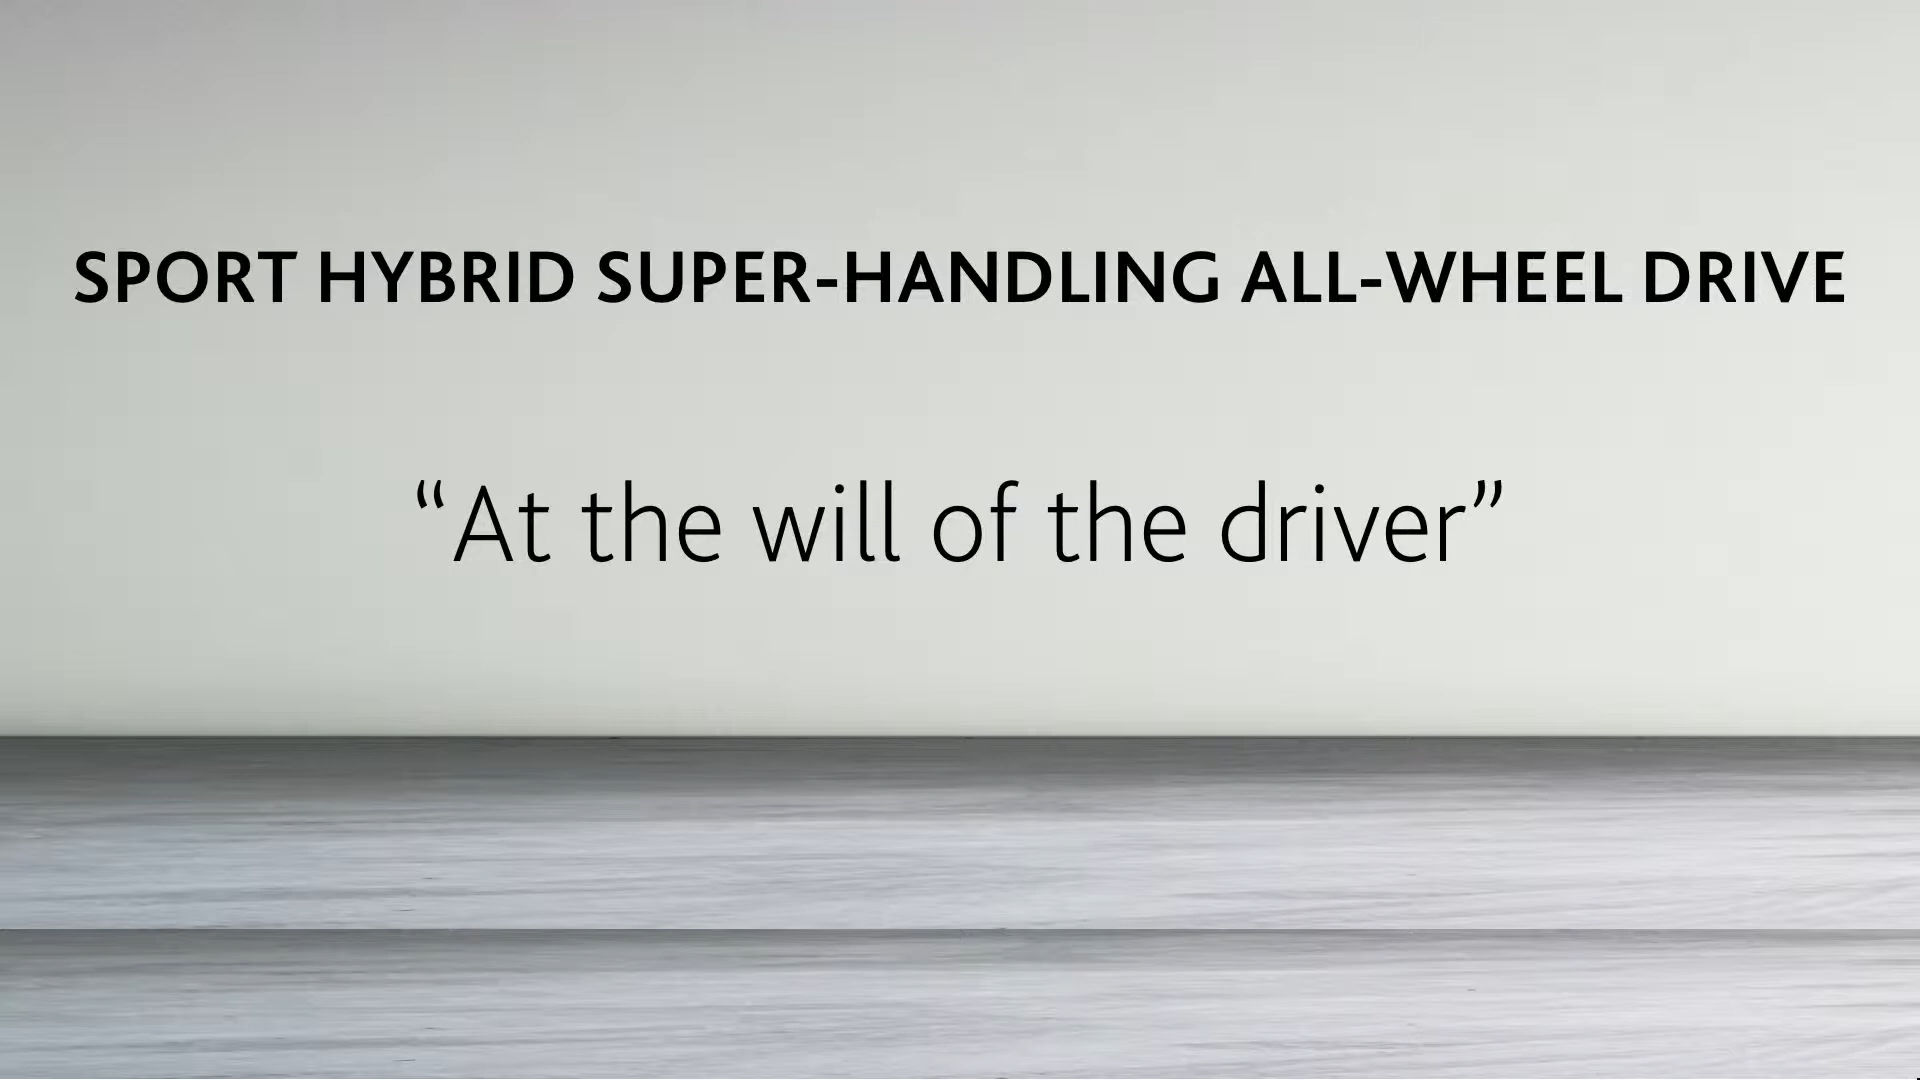 SPORT HYBRID SUPER-HANDLING ALL-WHEEL DRIVE
“At the will of the driver”